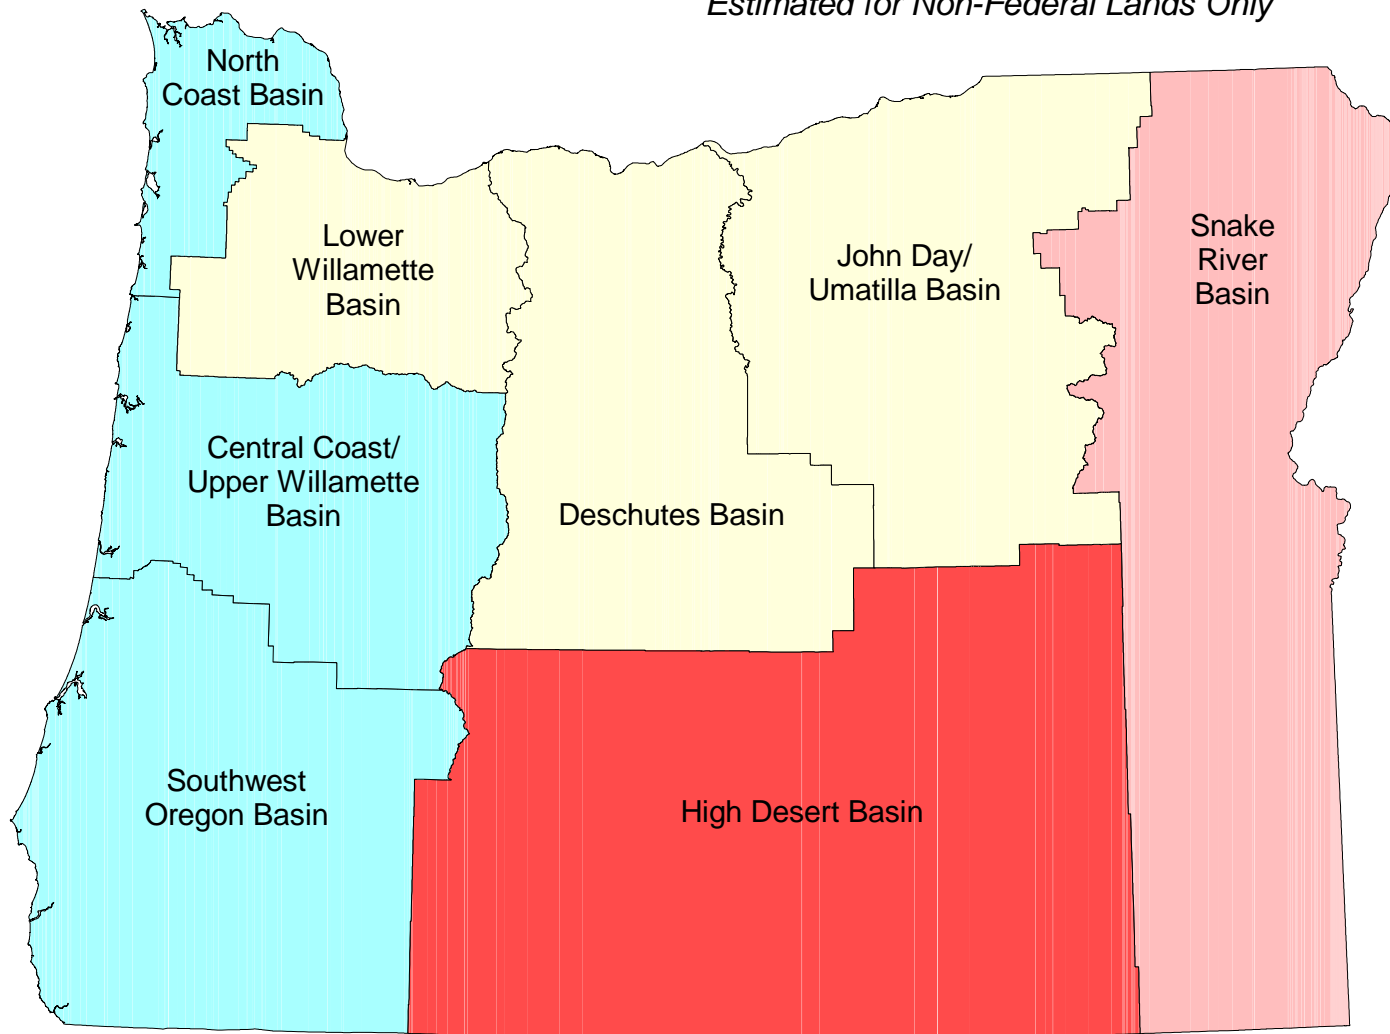 Estimated for Non-Federal Lands Only
North
Coast Basin
Lower
Willamette
Basin
John Day/
Umatilla Basin
Snake
River
Basin
Central Coast/
Upper Willamette
Basin
Deschutes Basin
Southwest
Oregon Basin
High Desert Basin